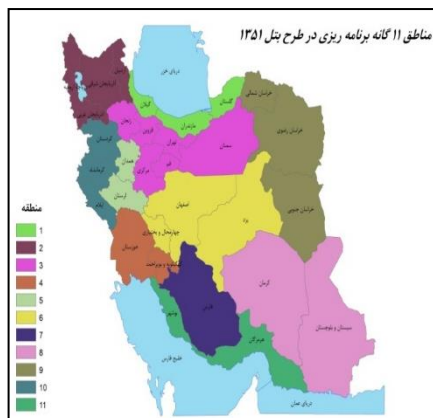 مناطق ۱۱ گانه برنامه ریزی در طرح بتل ۱۳۵۱
دریای خزر
اردبیل
آذربایجان شرقی
آذربایجان غربی
گیلان
گلستان
خراسان شمالی
مازندران
زنجان
قزوین
تهران
سمنان
خراسان رضوی
کردستان
همدان
مرکزی
قم
کرمانشاه
ایلام
لرستان
اصفهان
یزد
خراسان جنوبی
چهارمحال و بختیاری
خوزستان
کهگیلویه و بویراحمد
فارس
کرمان
سیستان و بلوچستان
بوشهر
هرمزگان
خلیج فارس
دریای عمان
منطقه
1
2
3
4
5
6
7
8
9
10
11